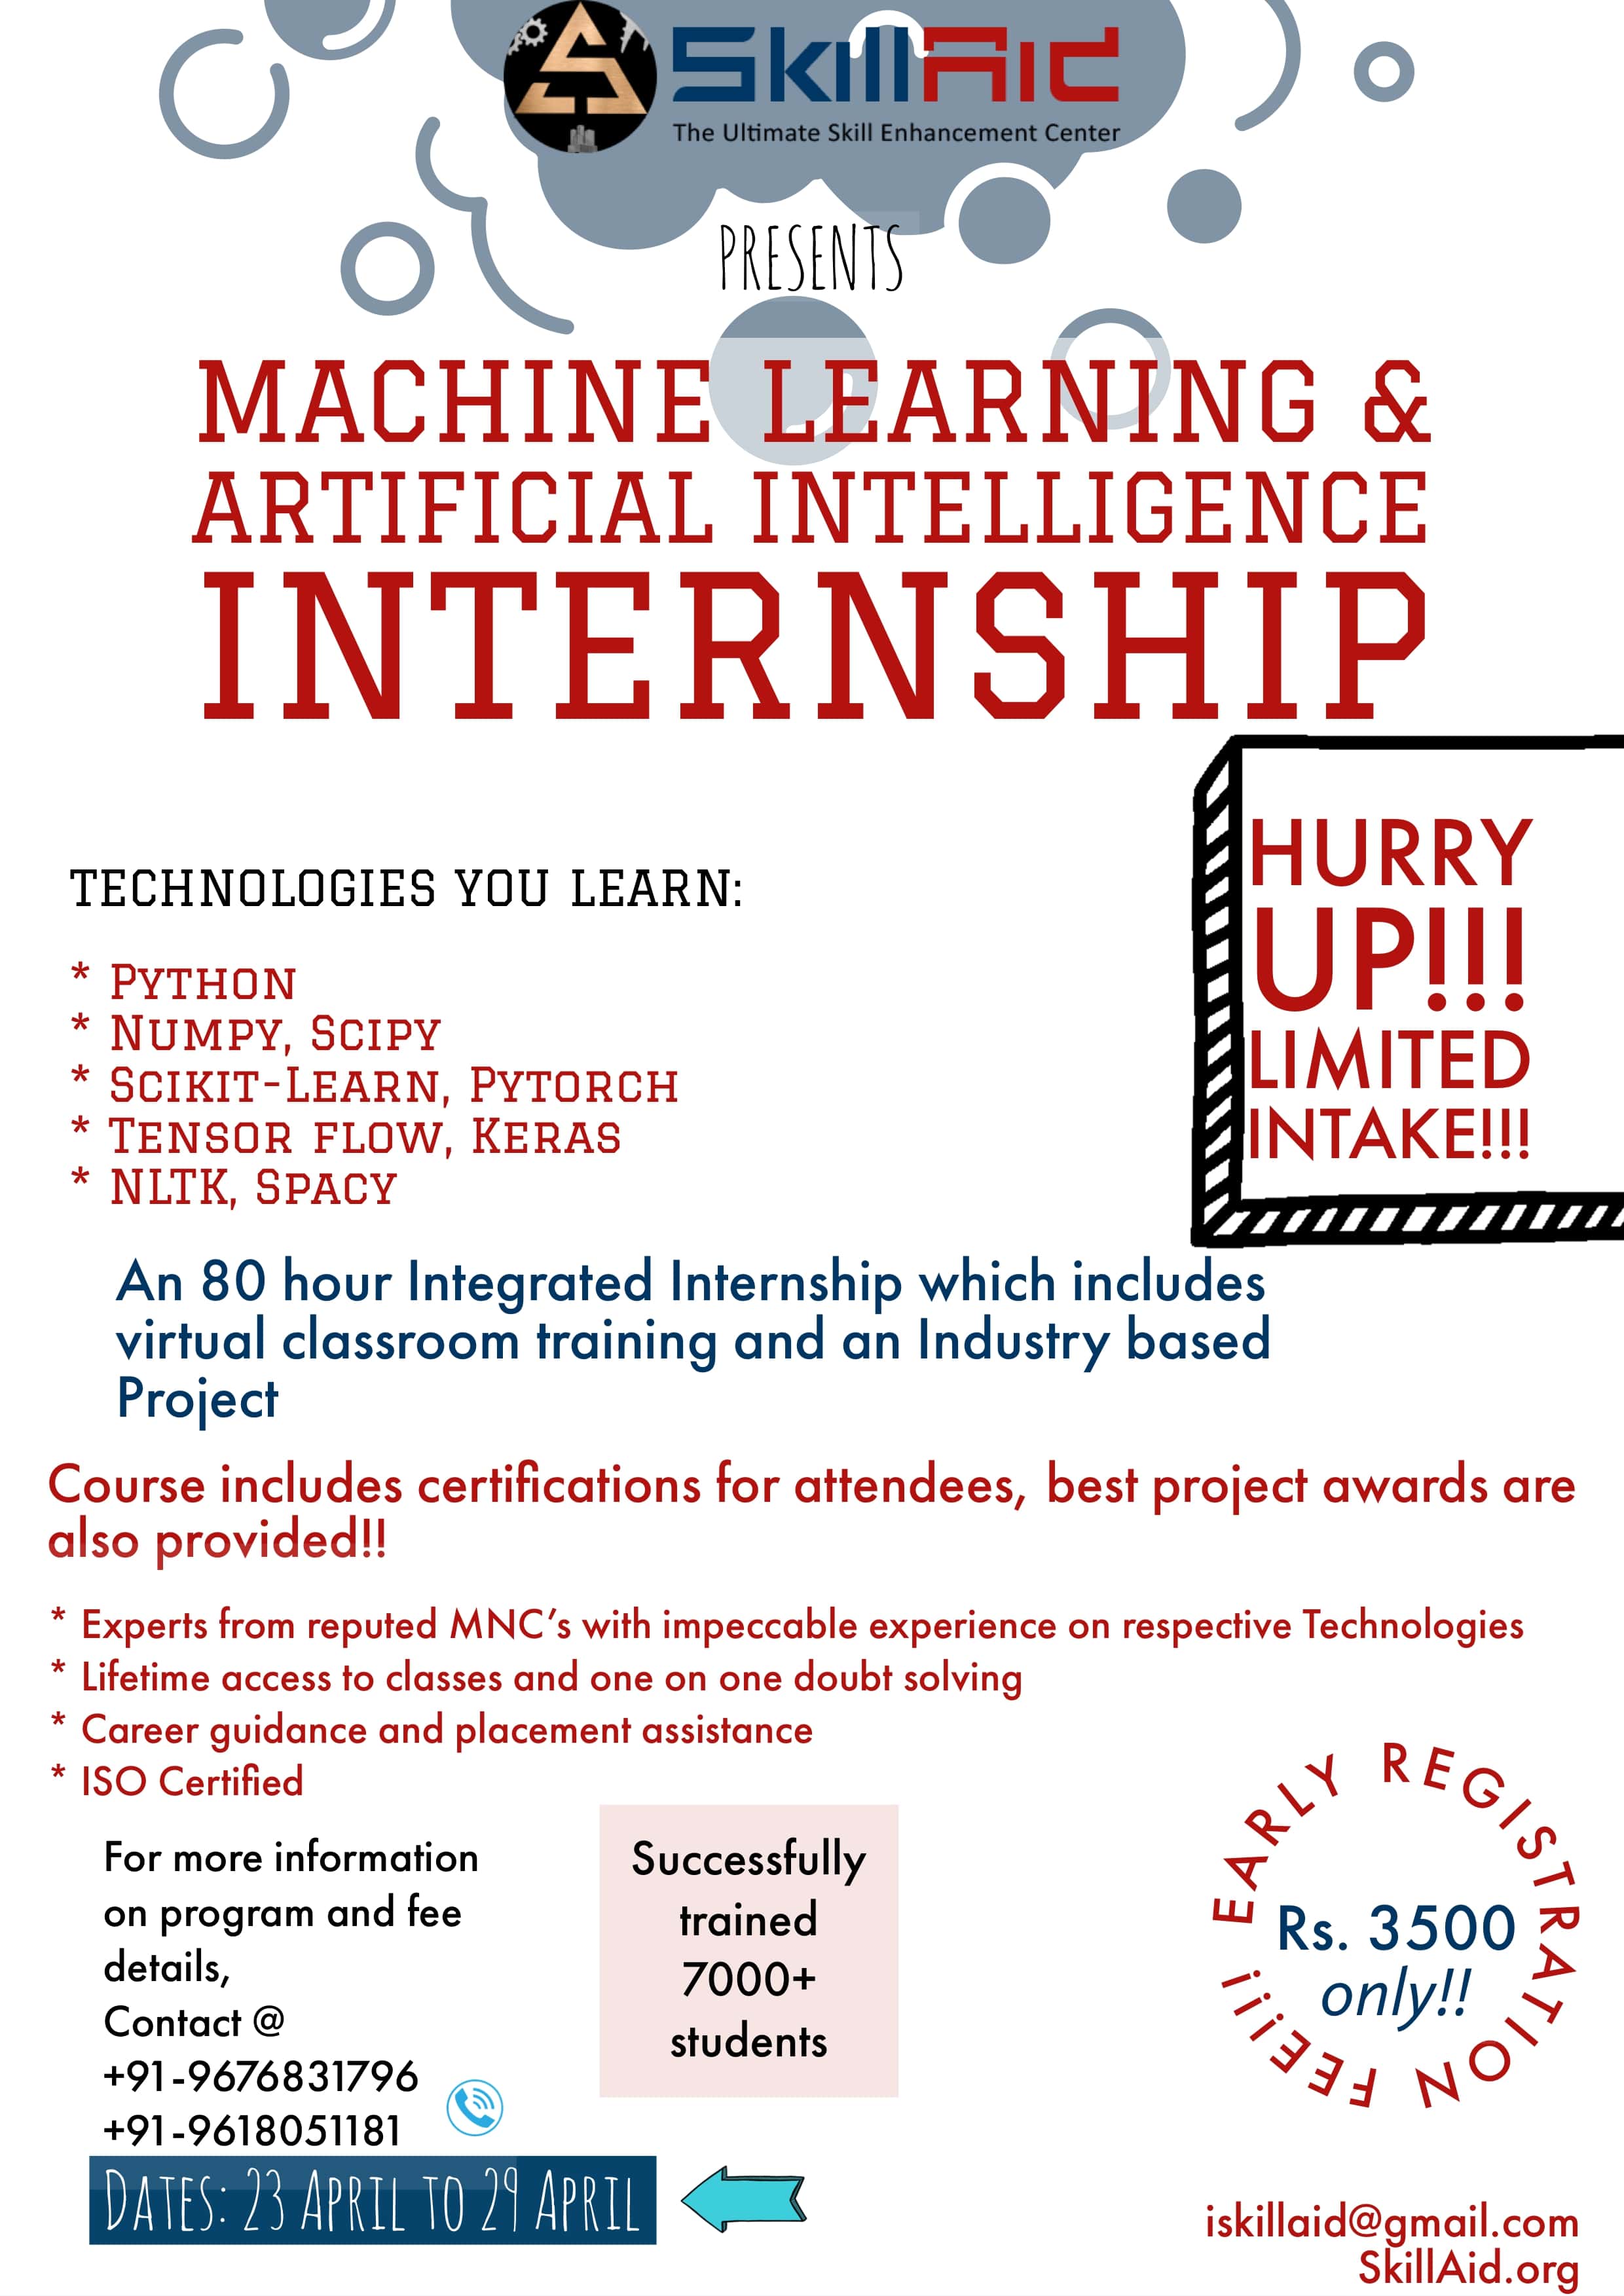 SkillAid
The Ultimate Skill Enhancement Center
PRESENTS
MACHINE LEARNING &
ARTIFICIAL INTELLIGENCE
INTERNSHIP
HURRY
UP!!!
LIMITED
INTAKE!!!
TECHNOLOGIES YOU LEARN:
* PYTHON
* NUMPY, SCIPY
* SCIKIT-LEARN, PYTORCH
* TENSOR FLOW, KERAS
* NLTK, SPACY
An 80 hour Integrated Internship which includes
virtual classroom training and an Industry based
Project
Course includes certifications for attendees, best project awards are
also provided!!
* Experts from reputed MNC's with impeccable experience on respective Technologies
* Lifetime access to classes and one on one doubt solving
* Career guidance and placement assistance
* ISO Certified
For more information
on program and fee
details,
Contact @
+91-9676831796
+91-9618051181
Successfully
trained
7000+
students
EARLY REGISTRATION FEE!!!
Rs. 3500
only!!
DATES: 23 APRIL TO 29 APRIL
iskillaid@gmail.com
SkillAid.org